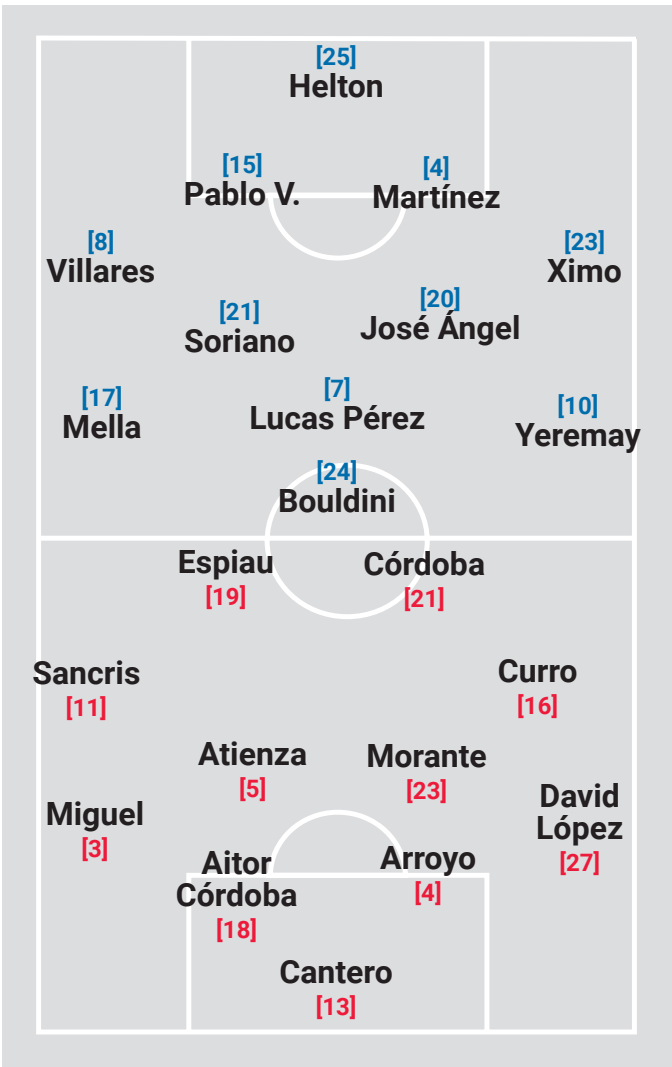 [25]
Helton
[15]
Pablo V.
[4]
Martínez
[8]
Villares
[23]
Ximo
[21]
Soriano
[20]
José Ángel
[17]
Mella
[7]
Lucas Pérez
[10]
Yeremay
[24]
Bouldini
Espiau
[19]
Córdoba
[21]
Sancris
[11]
Curro
[16]
Atienza
[5]
Morante
[23]
Miguel
[3]
David
López
[27]
Aitor
Córdoba
[18]
Arroyo
[4]
Cantero
[13]